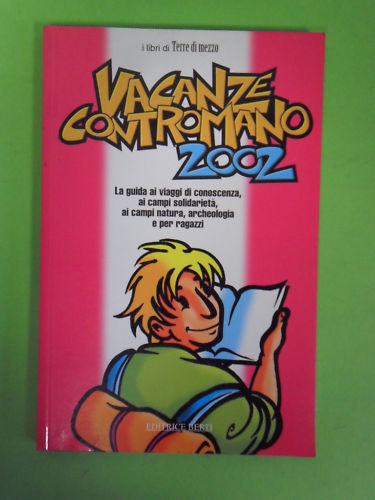 i libri di Terre di mezzo
VACANZE
CONTROMANO
2002
La guida ai viaggi di conoscenza,
ai campi solidarietà,
ai campi natura, archeologia
e per ragazzi
EDITRICE BERTI